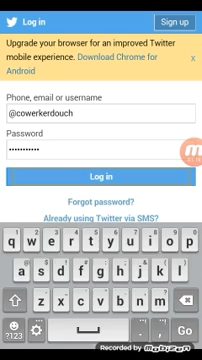 Log in
Sign up
Upgrade your browser for an improved Twitter
mobile experience. Download Chrome for
Android
x
Phone, email or username
@cowerkerdouch
Password
•••••••••••
Log in
Forgot password?
Already using Twitter via SMS?
q w e r t y u i o p
a s d f g h j k l
z x c v b n m
?123
, . Go
Recorded by